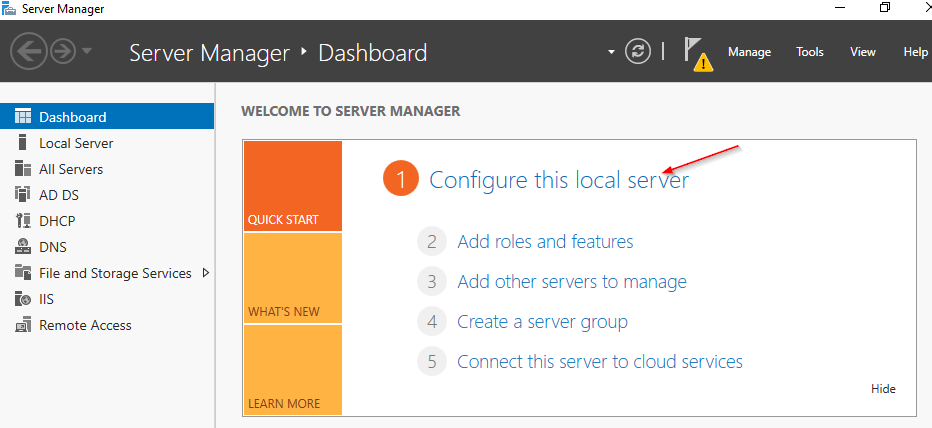 Server Manager
Server Manager ‣ Dashboard
Manage Tools View Help
Dashboard
Local Server
All Servers
AD DS
DHCP
DNS
File and Storage Services
IIS
Remote Access
WELCOME TO SERVER MANAGER
QUICK START
WHAT'S NEW
LEARN MORE
1 Configure this local server
2 Add roles and features
3 Add other servers to manage
4 Create a server group
5 Connect this server to cloud services
Hide